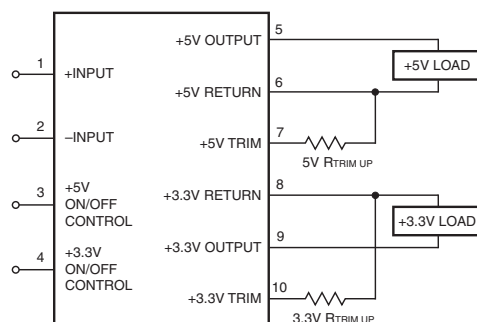 1
+INPUT
2
–INPUT
3
+5V
ON/OFF
CONTROL
4
+3.3V
ON/OFF
CONTROL
+5V OUTPUT
5
+5V RETURN
6
+5V TRIM
7
+3.3V RETURN
8
+3.3V OUTPUT
9
+3.3V TRIM
10
+5V LOAD
5V RTRIM UP
+3.3V LOAD
3.3V RTRIM UP